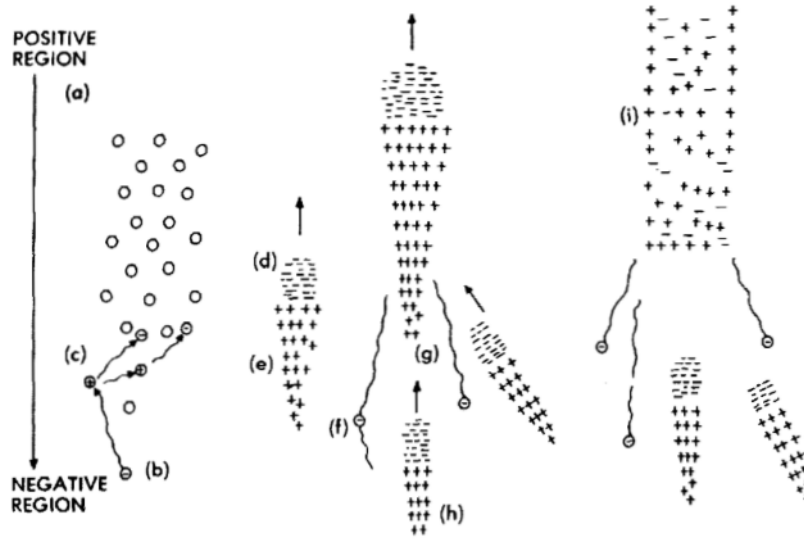 POSITIVE
REGION
(a)
(i)
(d)
(c)
(e)
(g)
(f)
(b)
NEGATIVE
REGION
(h)